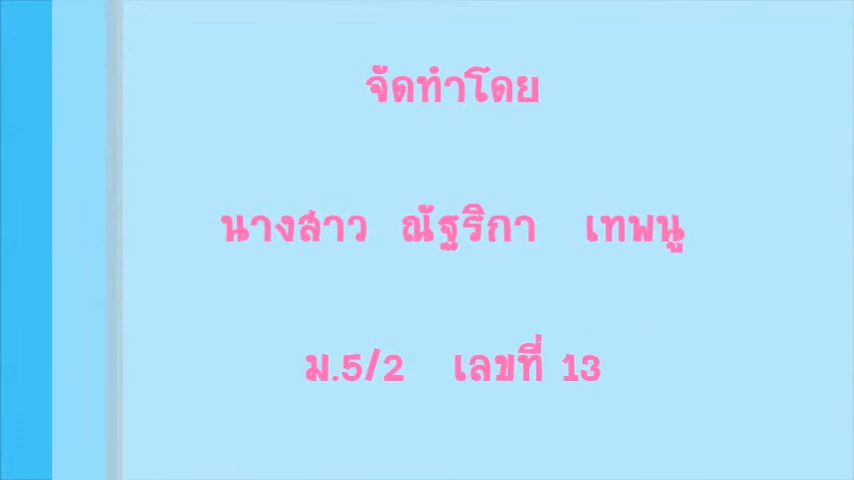 จัดทำโดย
นางสาว ณัฐริกา เทพนู
ม.5/2 เลขที่ 13